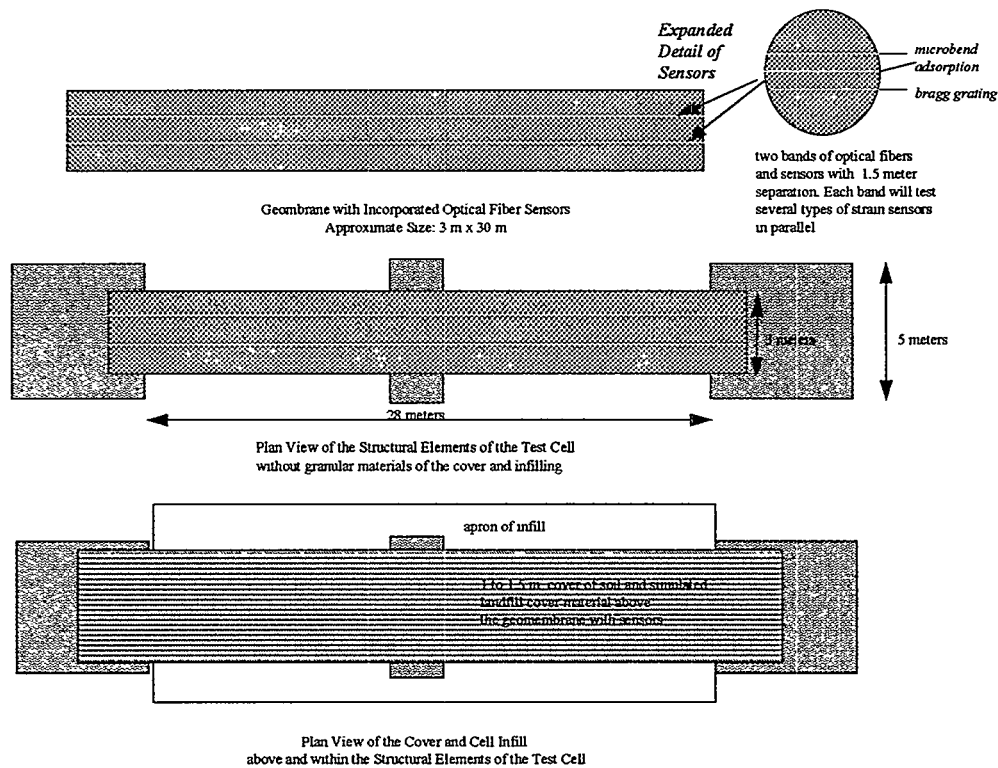 Expanded
Detail of
Sensors
microbend
adsorption
bragg grating
two bands of optical fibers
and sensors with 1.5 meter
separation. Each band will test
several types of strain sensors
in parallel
Geombrane with Incorporated Optical Fiber Sensors
Approximate Size: 3 m x 30 m
3 meters
5 meters
28 meters
Plan View of the Structural Elements of tthe Test Cell
without granular materials of the cover and infilling
apron of infill
1 to 1.5 m. cover of soil and simulated
landfill cover material above
the geomembrane with sensors
Plan View of the Cover and Cell Infill
above and within the Structural Elements of the Test Cell